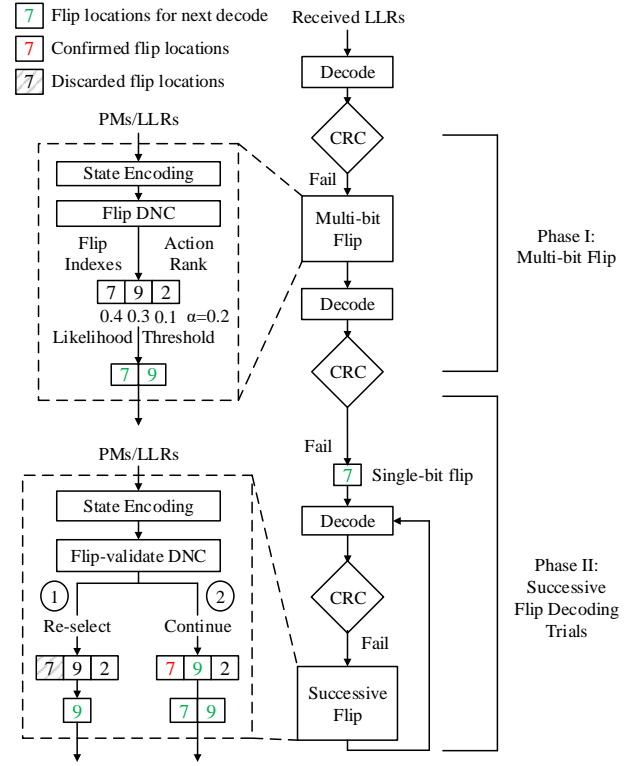 7 Flip locations for next decode
7 Confirmed flip locations
7 Discarded flip locations
Received LLRs
Decode
CRC
Fail
Multi-bit
Flip
Decode
CRC
Fail
7 Single-bit flip
Decode
CRC
Fail
Successive
Flip
PMs/LLRs
State Encoding
Flip DNC
Flip
Indexes
Action
Rank
7 9 2
0.4 0.3 0.1 α=0.2
Likelihood Threshold
7 9
PMs/LLRs
State Encoding
Flip-validate DNC
1
Re-select
7 9 2
9
2
Continue
7 9 2
7 9
Phase I:
Multi-bit Flip
Phase II:
Successive
Flip Decoding
Trials